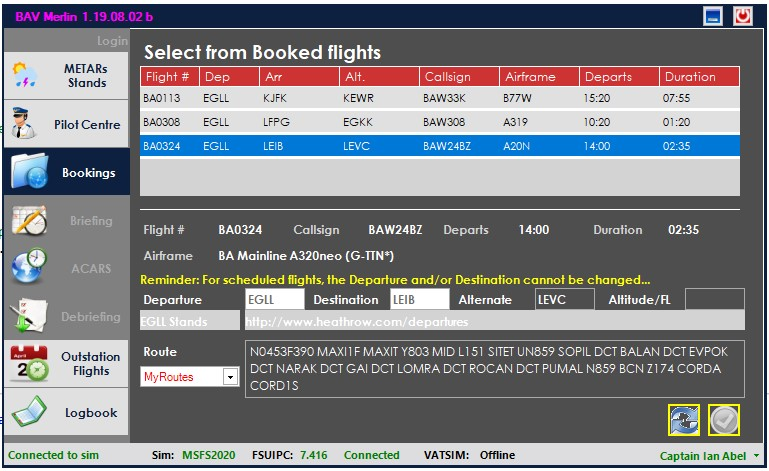 BAV Merlin 1.19.08.02 b
Login
METARs
Stands
Pilot Centre
Bookings
Briefing
ACARS
Debriefing
April
20
Outstation
Flights
Logbook
Select from Booked flights
Flight # Dep Arr Alt. Callsign Airframe Departs Duration
BA0113 EGLL KJFK KEWR BAW33K B77W 15:20 07:55
BA0308 EGLL LFPG EGKK BAW308 A319 10:20 01:20
BA0324 EGLL LEIB LEVC BAW24BZ A20N 14:00 02:35
Flight # BA0324 Callsign BAW24BZ Departs 14:00 Duration 02:35
Airframe BA Mainline A320neo (G-TTN*)
Reminder: For scheduled flights, the Departure and/or Destination cannot be changed...
Departure EGLL Destination LEIB Alternate LEVC Altitude/FL
EGLL Stands http://www.heathrow.com/departures
Route
MyRoutes
N0453F390 MAXI1F MAXIT Y803 MID L151 SITET UN859 SOPIL DCT BALAN DCT EVPOK
DCT NARAK DCT GAI DCT LOMRA DCT ROCAN DCT PUMAL N859 BCN Z174 CORDA
CORD1S
Connected to sim Sim: MSFS2020 FSUIPC: 7.416 Connected VATSIM: Offline Captain Ian Abel